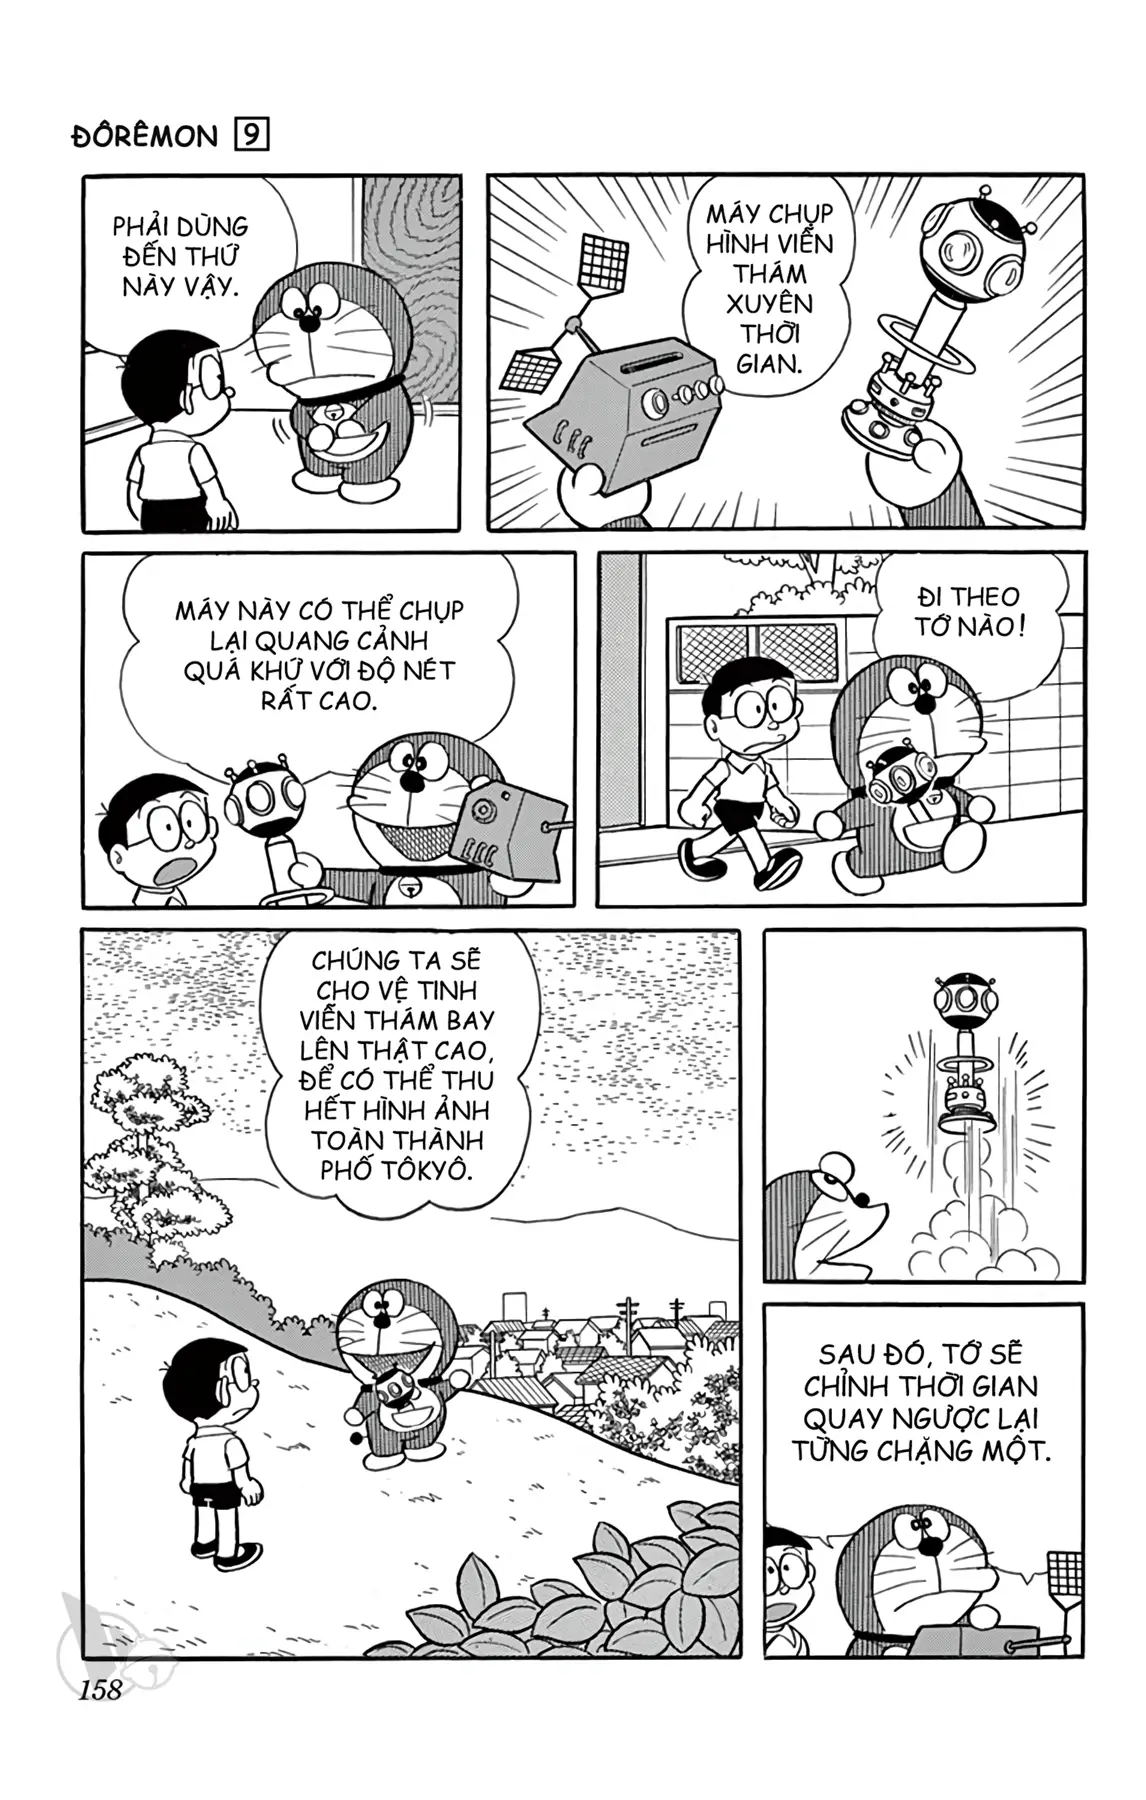 ĐÔRÊMON 9
PHẢI DÙNG
ĐẾN THỨ
NÀY VẬY.
MÁY CHỤP
HÌNH VIỄN
THÁM
XUYÊN
THỜI
GIAN.
MÁY NÀY CÓ THỂ CHỤP
LẠI QUANG CẢNH
QUÁ KHỨ VỚI ĐỘ NÉT
RẤT CAO.
ĐI THEO
TỚ NÀO!
CHÚNG TA SẼ
CHO VỆ TINH
VIỄN THÁM BAY
LÊN THẬT CAO,
ĐỂ CÓ THỂ THU
HẾT HÌNH ẢNH
TOÀN THÀNH
PHỐ TÔKYÔ.
SAU ĐÓ, TỚ SẼ
CHỈNH THỜI GIAN
QUAY NGƯỢC LẠI
TỪNG CHẶNG MỘT.
158